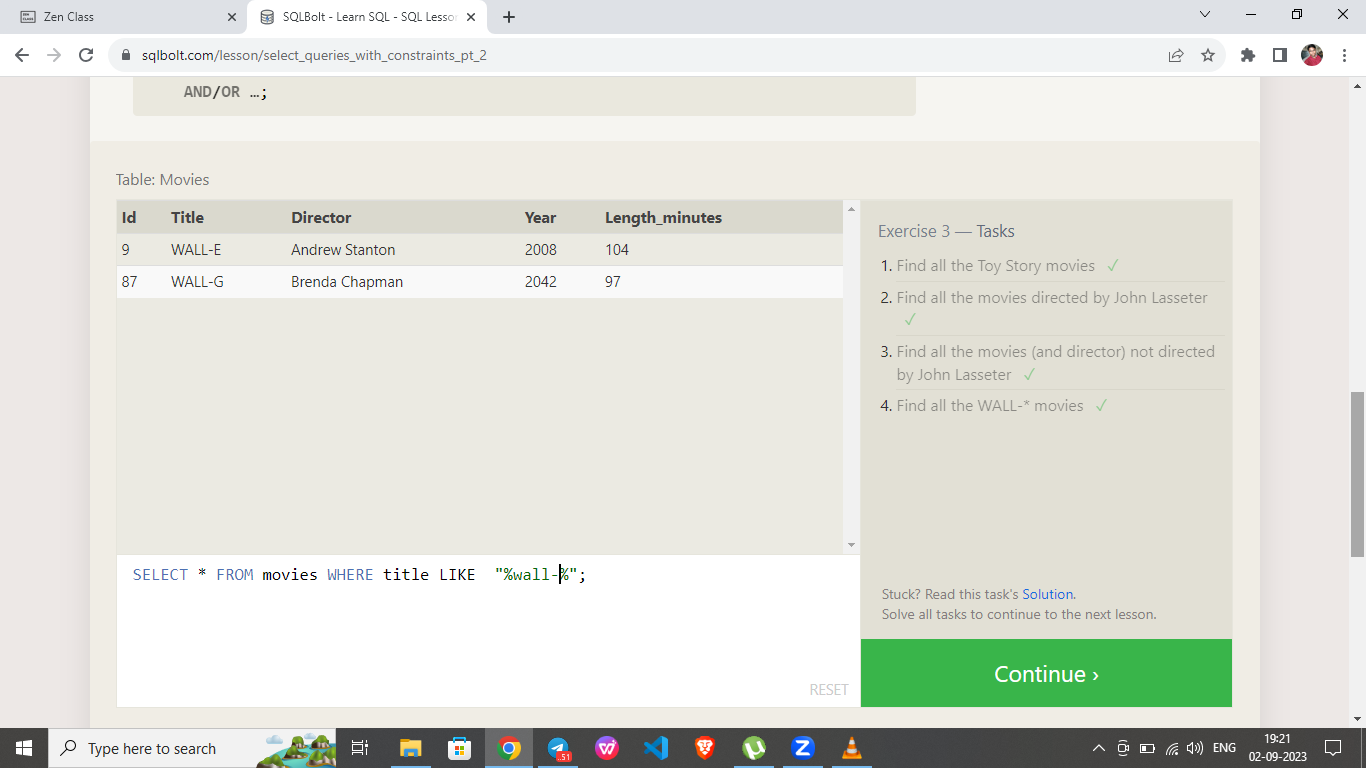 Zen Class
SQLBolt - Learn SQL - SQL Lesson
sqlbolt.com/lesson/select_queries_with_constraints_pt_2
AND/OR …;
Table: Movies
Id Title Director Year Length_minutes
9 WALL-E Andrew Stanton 2008 104
87 WALL-G Brenda Chapman 2042 97
Exercise 3 — Tasks
1. Find all the Toy Story movies ✓
2. Find all the movies directed by John Lasseter
✓
3. Find all the movies (and director) not directed
by John Lasseter ✓
4. Find all the WALL-* movies ✓
Stuck? Read this task's Solution.
Solve all tasks to continue to the next lesson.
Continue ›
SELECT * FROM movies WHERE title LIKE  "%wall-%";
RESET
Type here to search
51
ENG
19:21
02-09-2023